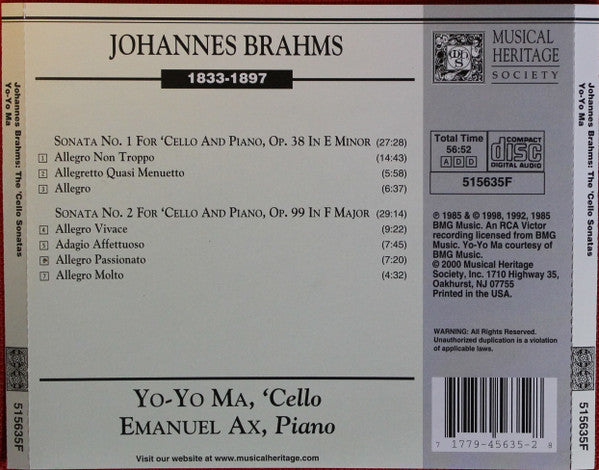 JOHANNES BRAHMS
1833-1897
SONATA NO. 1 FOR ‘CELLO AND PIANO, OP. 38 IN E MINOR (27:28)
1 Allegro Non Troppo (14:43)
2 Allegretto Quasi Menuetto (5:58)
3 Allegro (6:37)
SONATA NO. 2 FOR ‘CELLO AND PIANO, OP. 99 IN F MAJOR (29:14)
4 Allegro Vivace (9:22)
5 Adagio Affettuoso (7:45)
6 Allegro Passionato (7:20)
7 Allegro Molto (4:32)
YO-YO MA, ‘Cello
EMANUEL AX, Piano
Visit our website at www.musicalheritage.com
MUSICAL
HERITAGE
SOCIETY
Total Time
56:52
ADD
COMPACT
disc
DIGITAL AUDIO
515635F
℗ 1985 & © 1998, 1992, 1985
BMG Music. An RCA Victor
recording licensed from BMG
Music. Yo-Yo Ma courtesy of
BMG Music.
© 2000 Musical Heritage
Society, Inc. 1710 Highway 35,
Oakhurst, NJ 07755
Printed in the USA.
WARNING: All Rights Reserved.
Unauthorized duplication is a violation
of applicable laws.
7 1779-45635-2 8
Johannes Brahms: The ‘Cello Sonatas
Yo-Yo Ma
515635F
Johannes Brahms: The ‘Cello Sonatas
Yo-Yo Ma
515635F